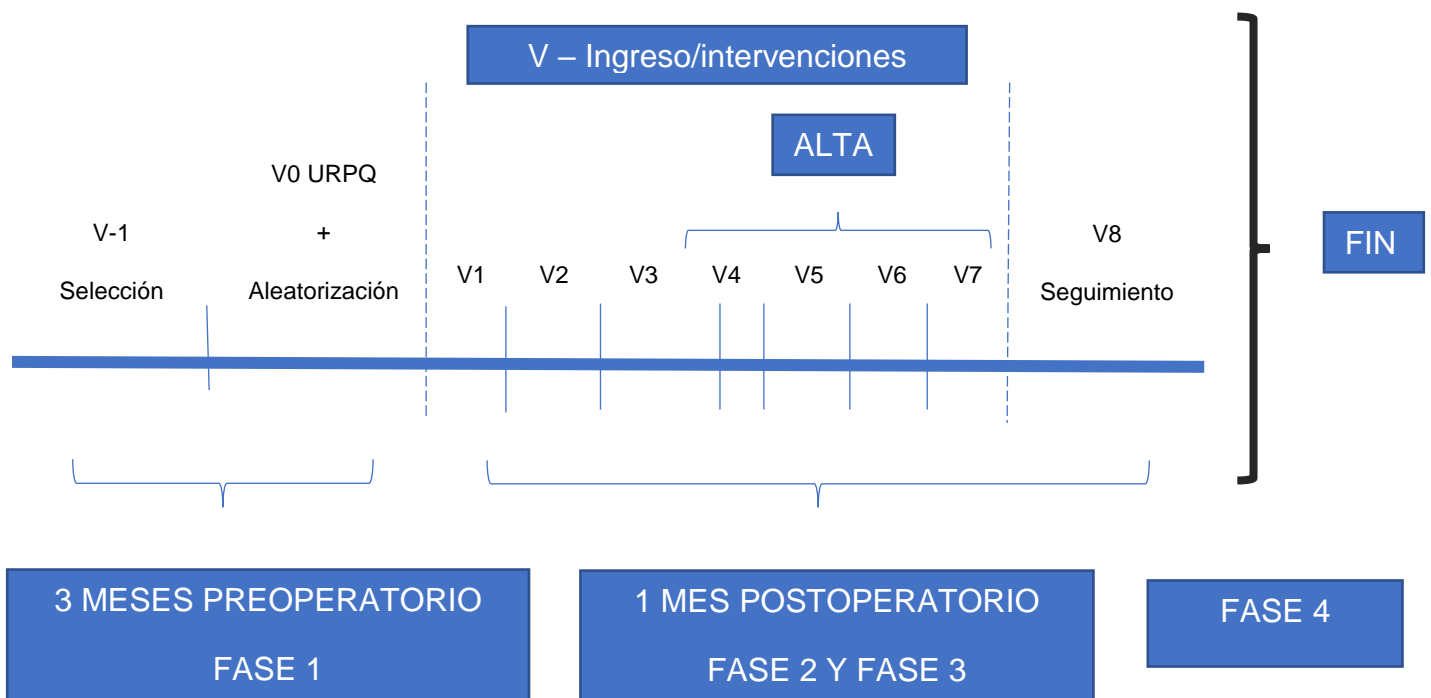 V – Ingreso/intervenciones
ALTA
V0 URPQ
+
Aleatorización
V-1
Selección
V1
V2
V3
V4
V5
V6
V7
V8
Seguimiento
FIN
3 MESES PREOPERATORIO
FASE 1
1 MES POSTOPERATORIO
FASE 2 Y FASE 3
FASE 4